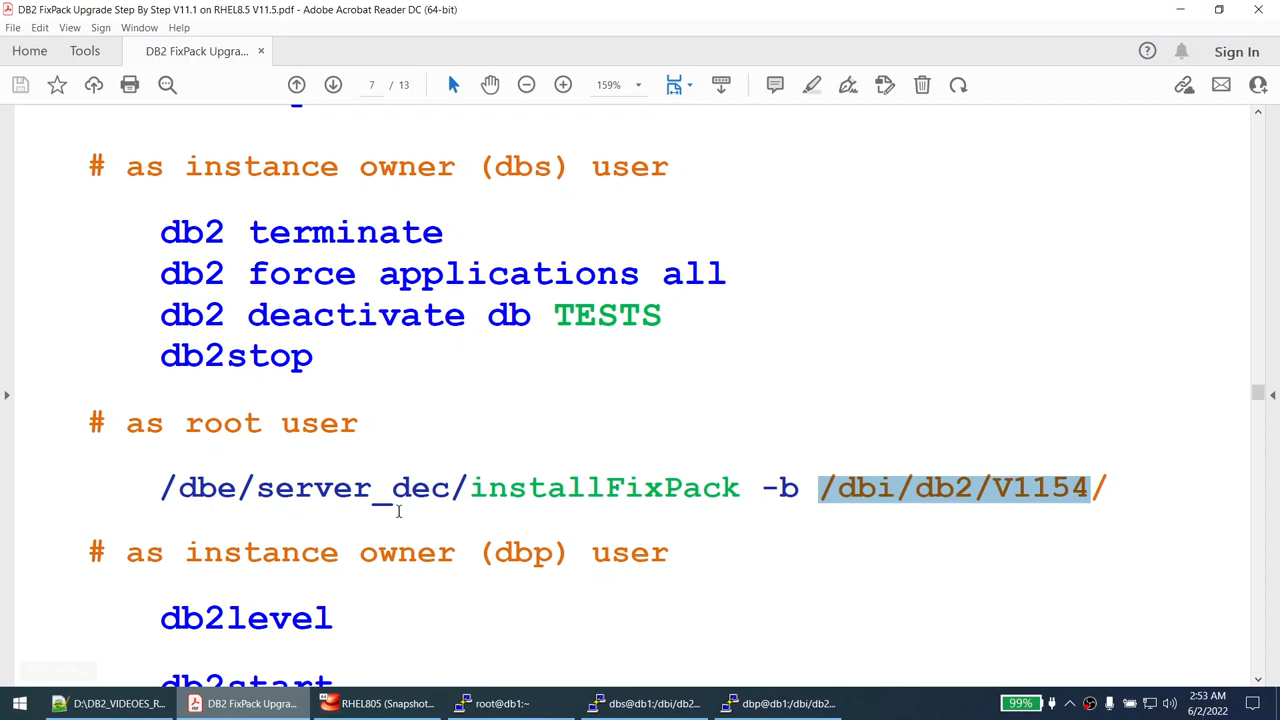 DB2 FixPack Upgrade Step By Step V11.1 on RHEL8.5 V11.5.pdf - Adobe Acrobat Reader DC (64-bit)
File Edit View Sign Window Help
Home Tools DB2 FixPack Upgra... × Sign In
7 / 13 159%
# as instance owner (dbs) user
db2 terminate
db2 force applications all
db2 deactivate db TESTS
db2stop
# as root user
/dbe/server_dec/installFixPack -b /dbi/db2/V1154/
# as instance owner (dbp) user
db2level
db2start
D:\DB2_VIDEOES_R... DB2 FixPack Upgra... RHEL805 (Snapshot... root@db1:~ dbs@db1:/dbi/db2... dbp@db1:/dbi/db2... 99% 2:53 AM
6/2/2022